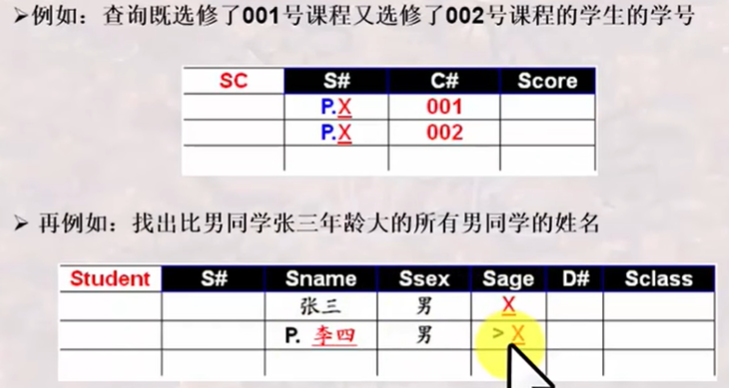 ➢例如：查询既选修了001号课程又选修了002号课程的学生的学号
SC S# C# Score
P.X 001
P.X 002
➢ 再例如：找出比男同学张三年龄大的所有男同学的姓名
Student S# Sname Ssex Sage D# Sclass
张三 男 X
P. 李四 男 > X